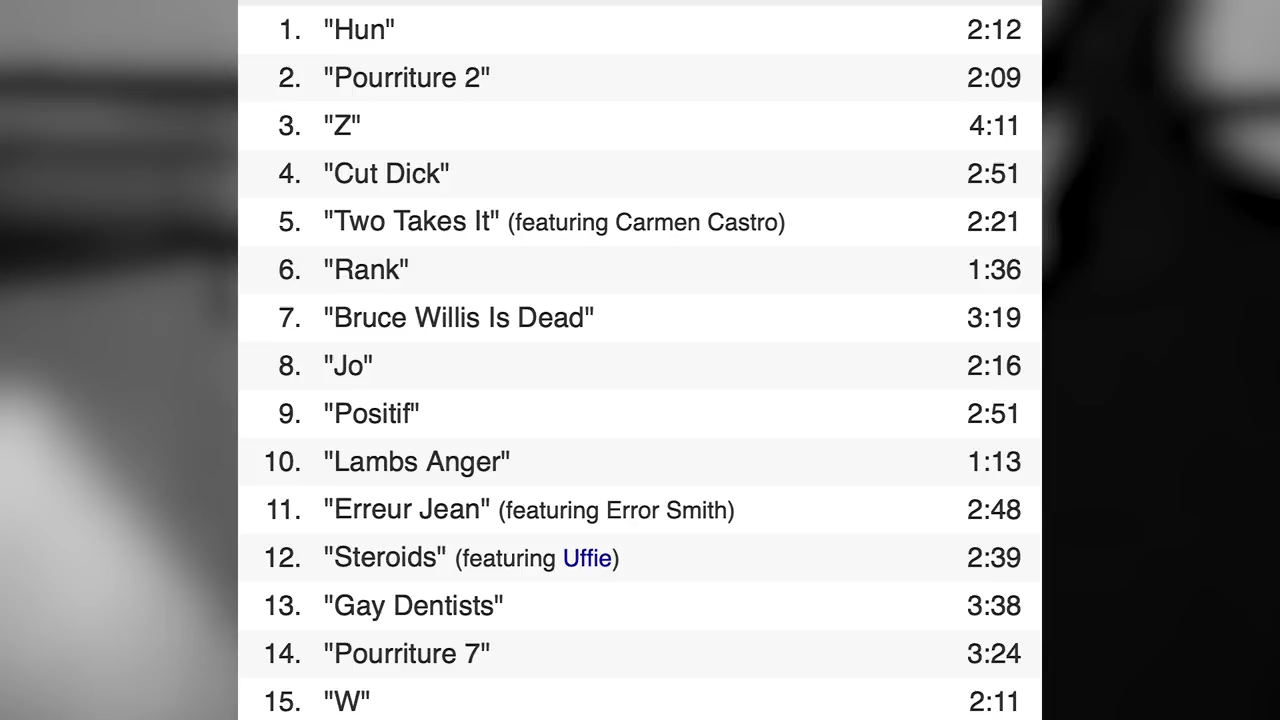 1. "Hun" 2:12
2. "Pourriture 2" 2:09
3. "Z" 4:11
4. "Cut Dick" 2:51
5. "Two Takes It" (featuring Carmen Castro) 2:21
6. "Rank" 1:36
7. "Bruce Willis Is Dead" 3:19
8. "Jo" 2:16
9. "Positif" 2:51
10. "Lambs Anger" 1:13
11. "Erreur Jean" (featuring Error Smith) 2:48
12. "Steroids" (featuring Uffie) 2:39
13. "Gay Dentists" 3:38
14. "Pourriture 7" 3:24
15. "W" 2:11